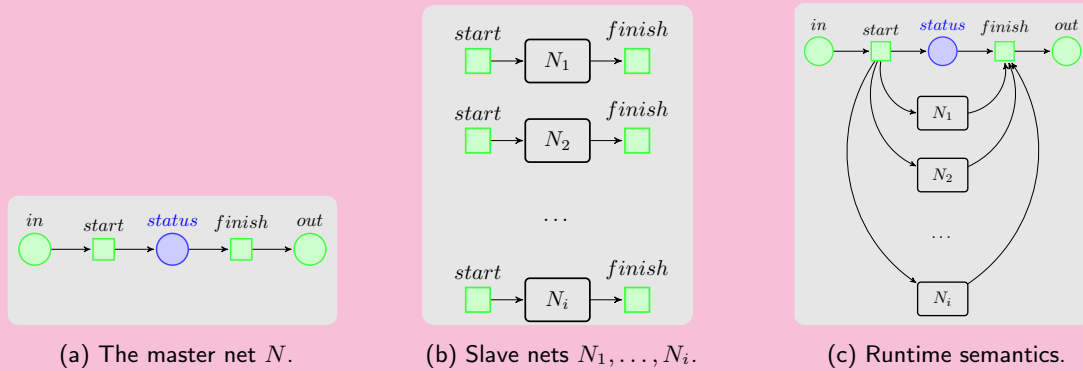 in start status finish out
(a) The master net N.
start finish
N1
start finish
N2
...
start finish
Ni
(b) Slave nets N1, . . . , Ni.
in start status finish out
N1
N2
...
Ni
(c) Runtime semantics.